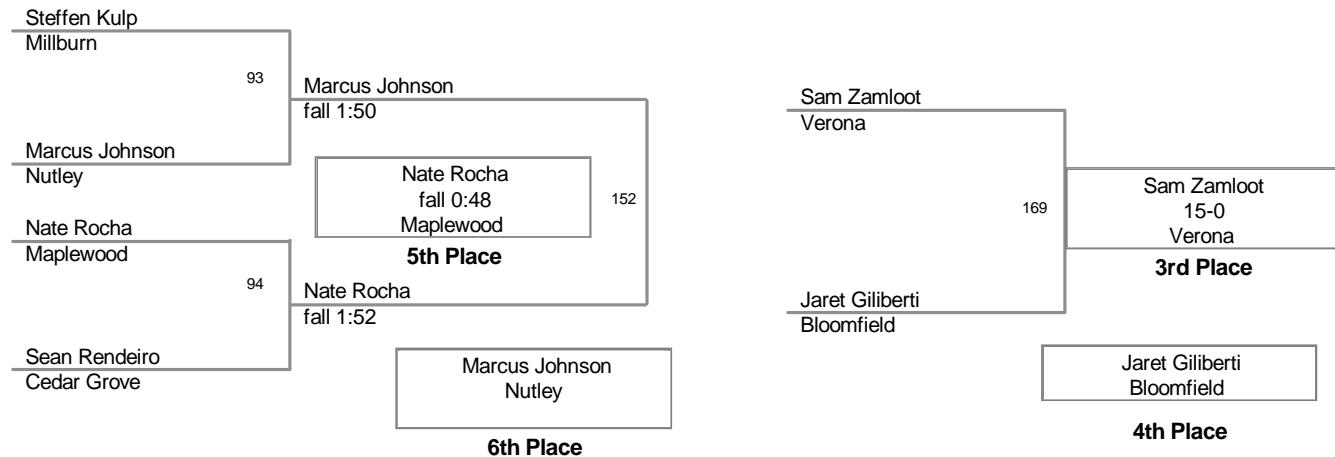 Steffen Kulp
Millburn
93
Marcus Johnson
fall 1:50
Marcus Johnson
Nutley
Nate Rocha
fall 0:48
Maplewood
5th Place
152
Nate Rocha
Maplewood
94
Nate Rocha
fall 1:52
Sean Rendeiro
Cedar Grove
Marcus Johnson
Nutley
6th Place
Sam Zamloot
Verona
169
Sam Zamloot
15-0
Verona
3rd Place
Jaret Giliberti
Bloomfield
Jaret Giliberti
Bloomfield
4th Place